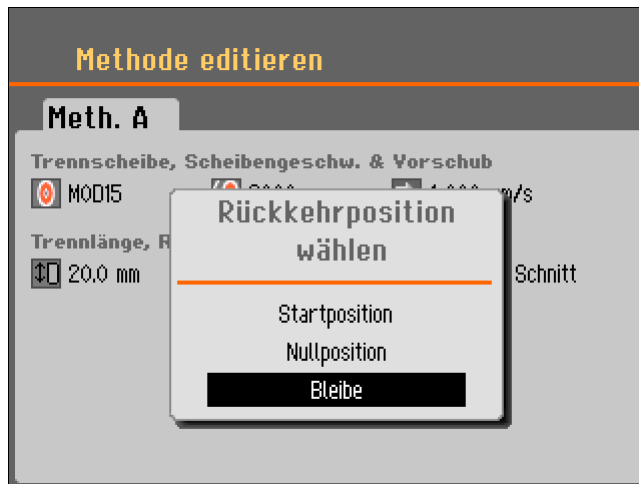 Methode editieren
Meth. A
Trennscheibe, Scheibengeschw. & Vorschub
MOD15
Trennlänge, R
20.0 mm
Schnitt
Rückkehrposition
wählen
Startposition
Nullposition
Bleibe